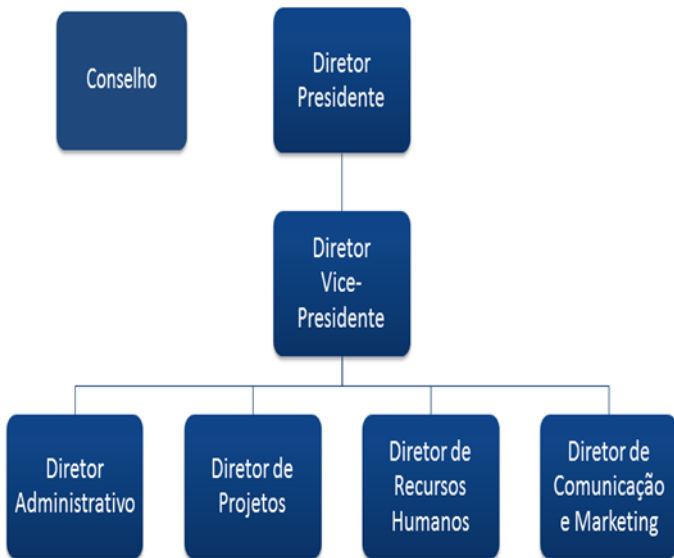 Conselho
Diretor
Presidente
Diretor
Vice-
Presidente
Diretor
Administrativo
Diretor de
Projetos
Diretor de
Recursos
Humanos
Diretor de
Comunicação
e Marketing